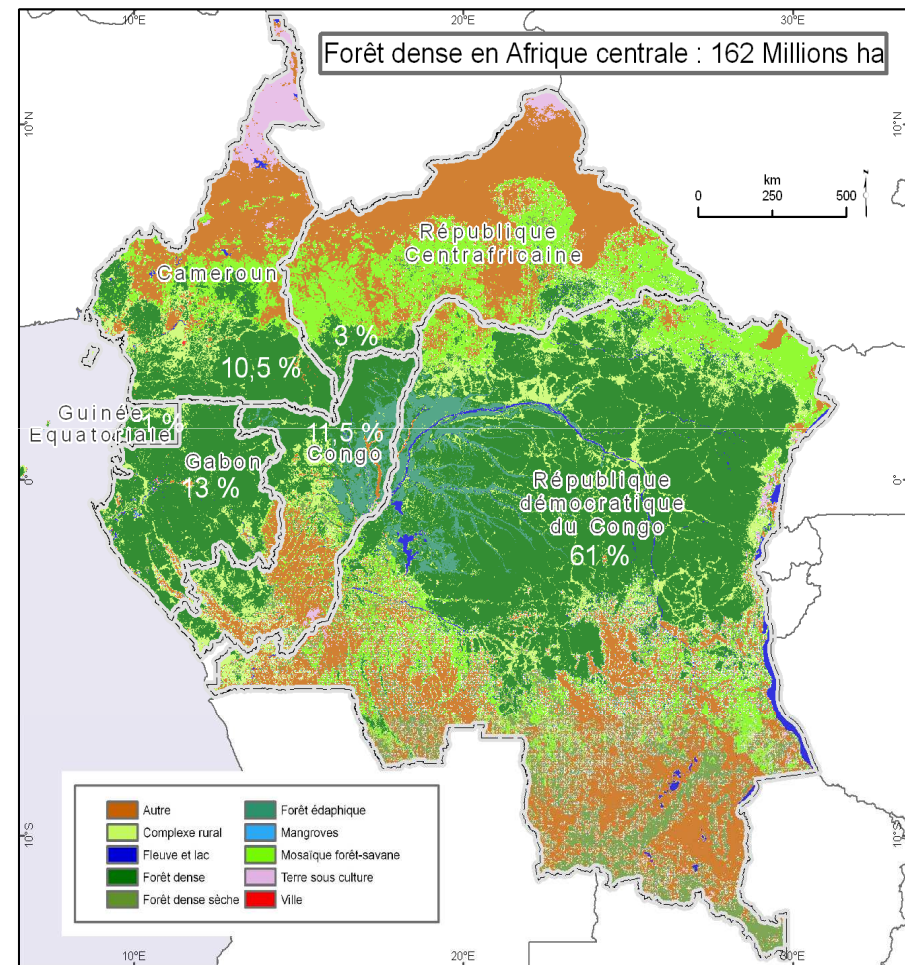 10°E
20°E
30°E
Forêt dense en Afrique centrale : 162 Millions ha
10°N
10°N
km
0 250 500
République
Centrafricaine
Cameroun
3 %
10,5 %
Guinée
Equatoriale
1 %
11,5 %
Congo
Gabon
13 %
République
démocratique
du Congo
61 %
0°
0°
Autre
Complexe rural
Fleuve et lac
Forêt dense
Forêt dense sèche
Forêt édaphique
Mangroves
Mosaïque forêt-savane
Terre sous culture
Ville
10°S
10°S
10°E
20°E
30°E